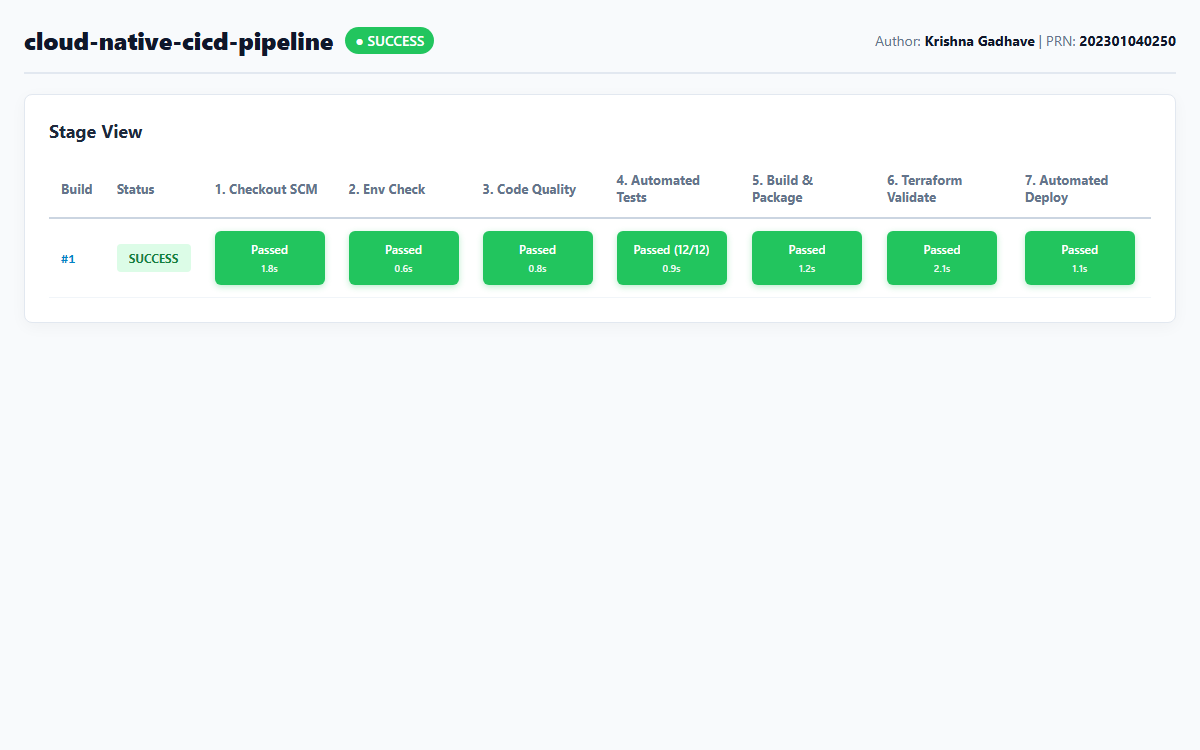 cloud-native-cicd-pipeline
SUCCESS
Author: Krishna Gadhave | PRN: 202301040250
Stage View
Build Status 1. Checkout SCM 2. Env Check 3. Code Quality 4. Automated Tests 5. Build & Package 6. Terraform Validate 7. Automated Deploy
#1 SUCCESS Passed Passed Passed Passed (12/12) Passed Passed Passed
1.8s 0.6s 0.8s 0.9s 1.2s 2.1s 1.1s